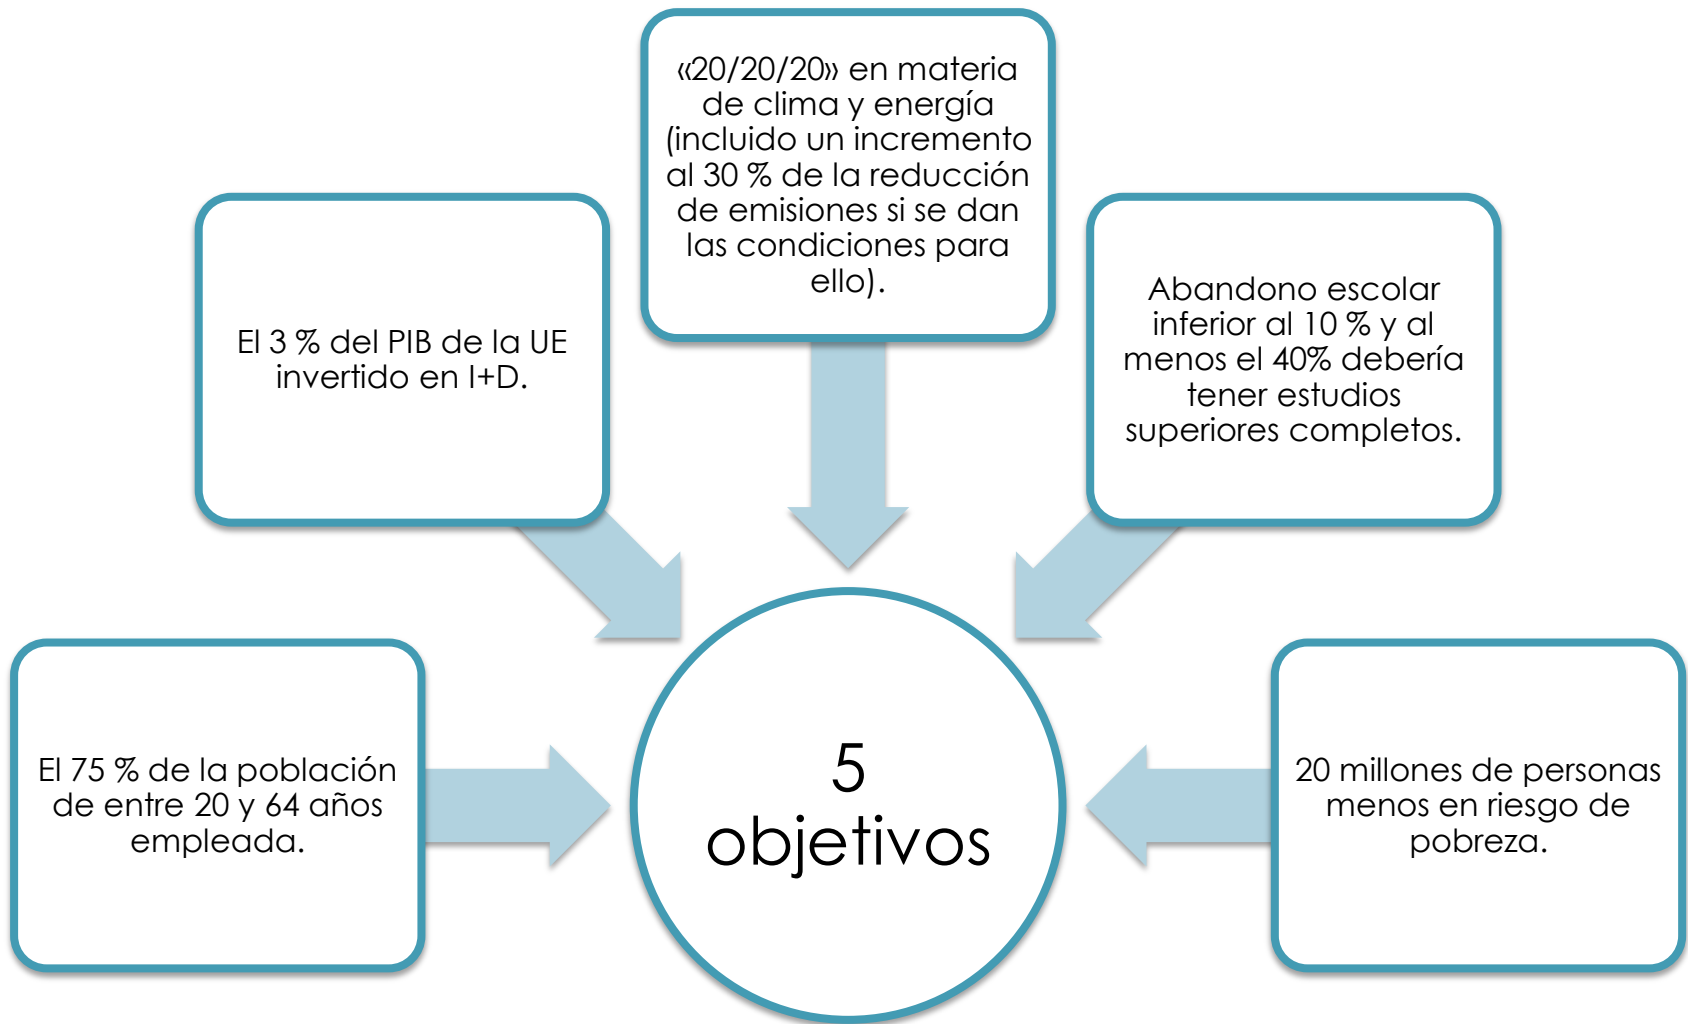 «20/20/20» en materia
de clima y energía
(incluido un incremento
al 30 % de la reducción
de emisiones si se dan
las condiciones para
ello).
El 3 % del PIB de la UE
invertido en I+D.
Abandono escolar
inferior al 10 % y al
menos el 40% debería
tener estudios
superiores completos.
El 75 % de la población
de entre 20 y 64 años
empleada.
5
objetivos
20 millones de personas
menos en riesgo de
pobreza.